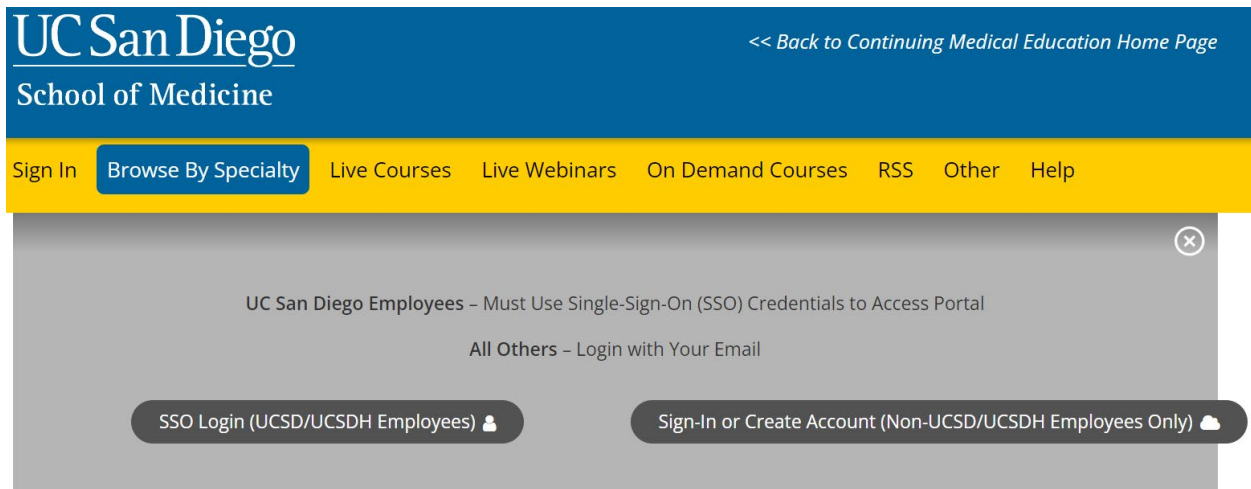 UC San Diego
School of Medicine
<< Back to Continuing Medical Education Home Page
Sign In Browse By Specialty Live Courses Live Webinars On Demand Courses RSS Other Help
UC San Diego Employees – Must Use Single-Sign-On (SSO) Credentials to Access Portal
All Others – Login with Your Email
SSO Login (UCSD/UCSDH Employees)
Sign-In or Create Account (Non-UCSD/UCSDH Employees Only)